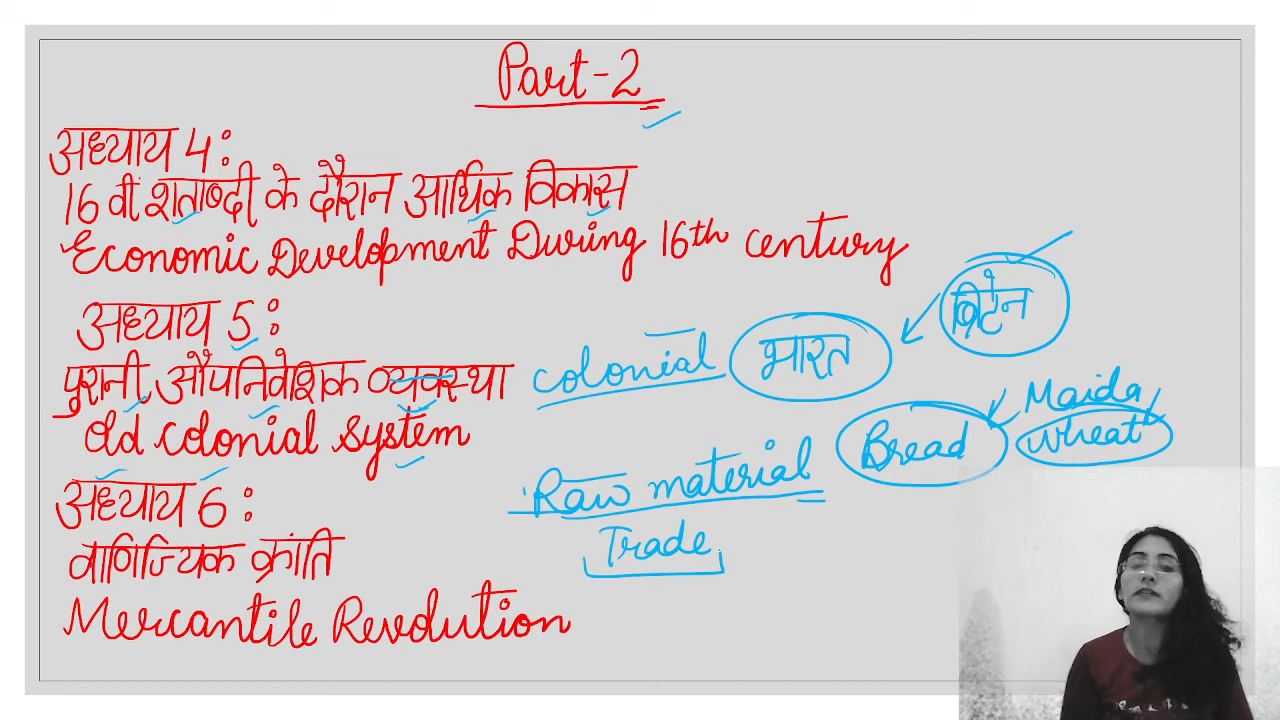 Part-2
अध्याय 4:
16 वी शताब्दी के दौरान आर्थिक विकास
Economic Development During 16th century
अध्याय 5:
पुरानी औपनिवेशिक व्यवस्था
Old colonial system
अध्याय 6:
वाणिज्यिक क्रांति
Mercantile Revolution
colonial भारत ब्रिटेन
Maida
Bread wheat
Raw material
Trade